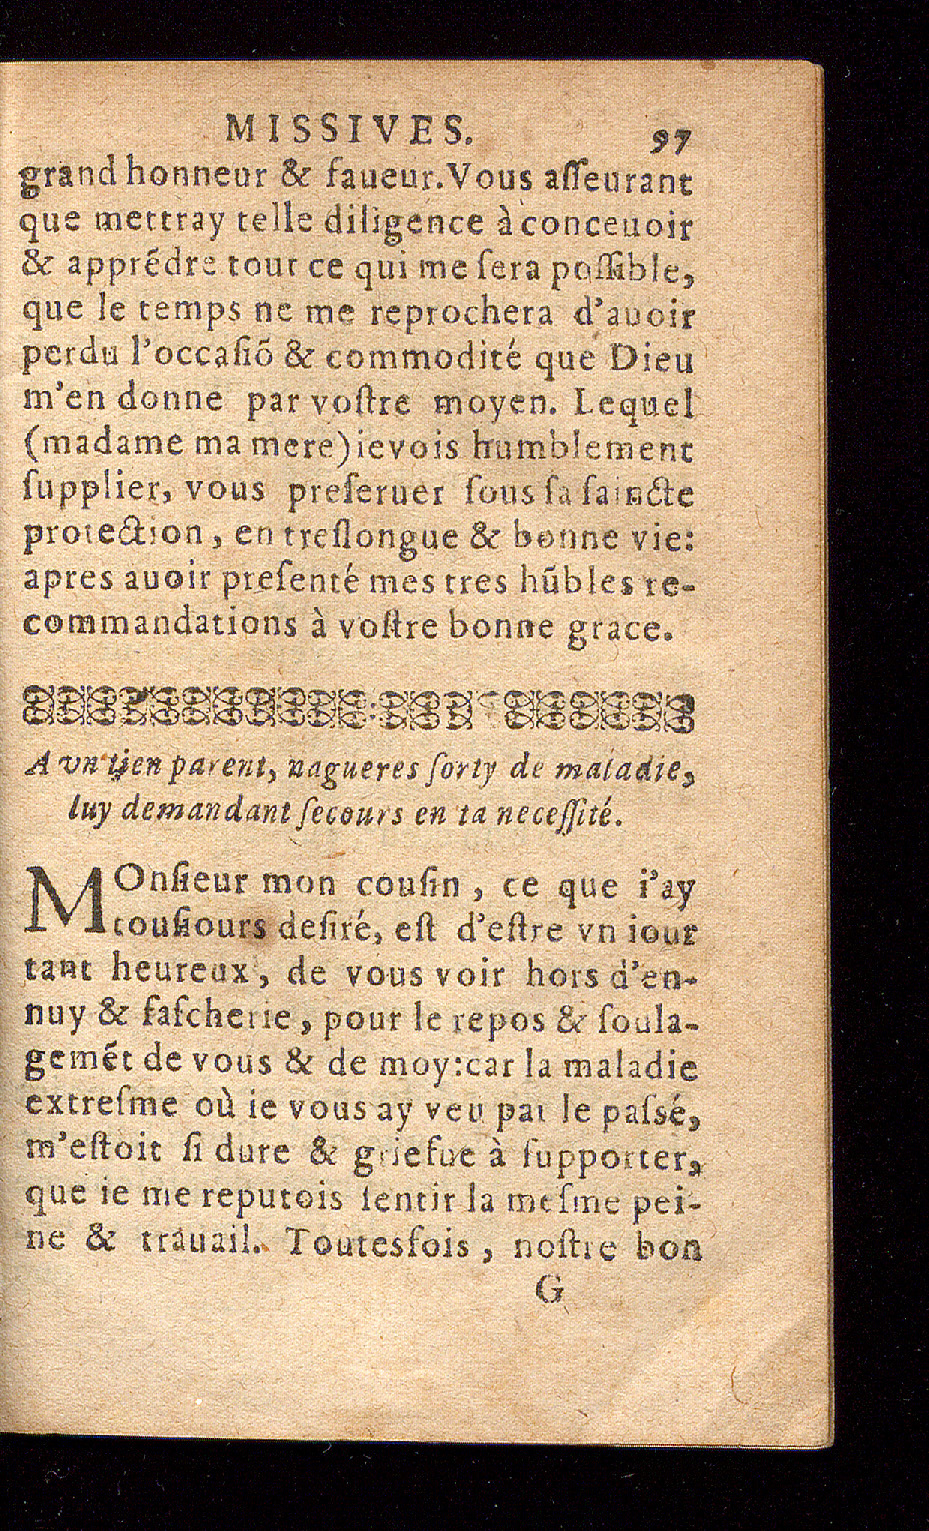 MISSIVES. 97
grand honneur & faueur. Vous aſſeurant
que mettray telle diligence à conceuoir
& apprẽdre tout ce qui me ſera poſſible,
que le temps ne me reprochera d'auoir
perdu l'occaſiõ & commodité que Dieu
m'en donne par voſtre moyen. Lequel
(madame ma mere) ie vois humblement
ſupplier, vous preſeruer ſous ſa ſaincte
protection, en treſlongue & bonne vie:
apres auoir preſenté mes tres hũbles re-
commandations à voſtre bonne grace.
A vn tien parent, nagueres ſorty de maladie,
luy demandant ſecours en ta neceſſité.
MOnſieur mon couſin, ce que i'ay
touſiours deſiré, eſt d'eſtre vn iour
tant heureux, de vous voir hors d'en-
nuy & faſcherie, pour le repos & ſoula-
gemẽt de vous & de moy: car la maladie
extreſme où ie vous ay veu par le paſsé,
m'eſtoit ſi dure & griefue à ſupporter,
que ie me reputois ſentir la meſme pei-
ne & trauail. Toutesfois, noſtre bon
G